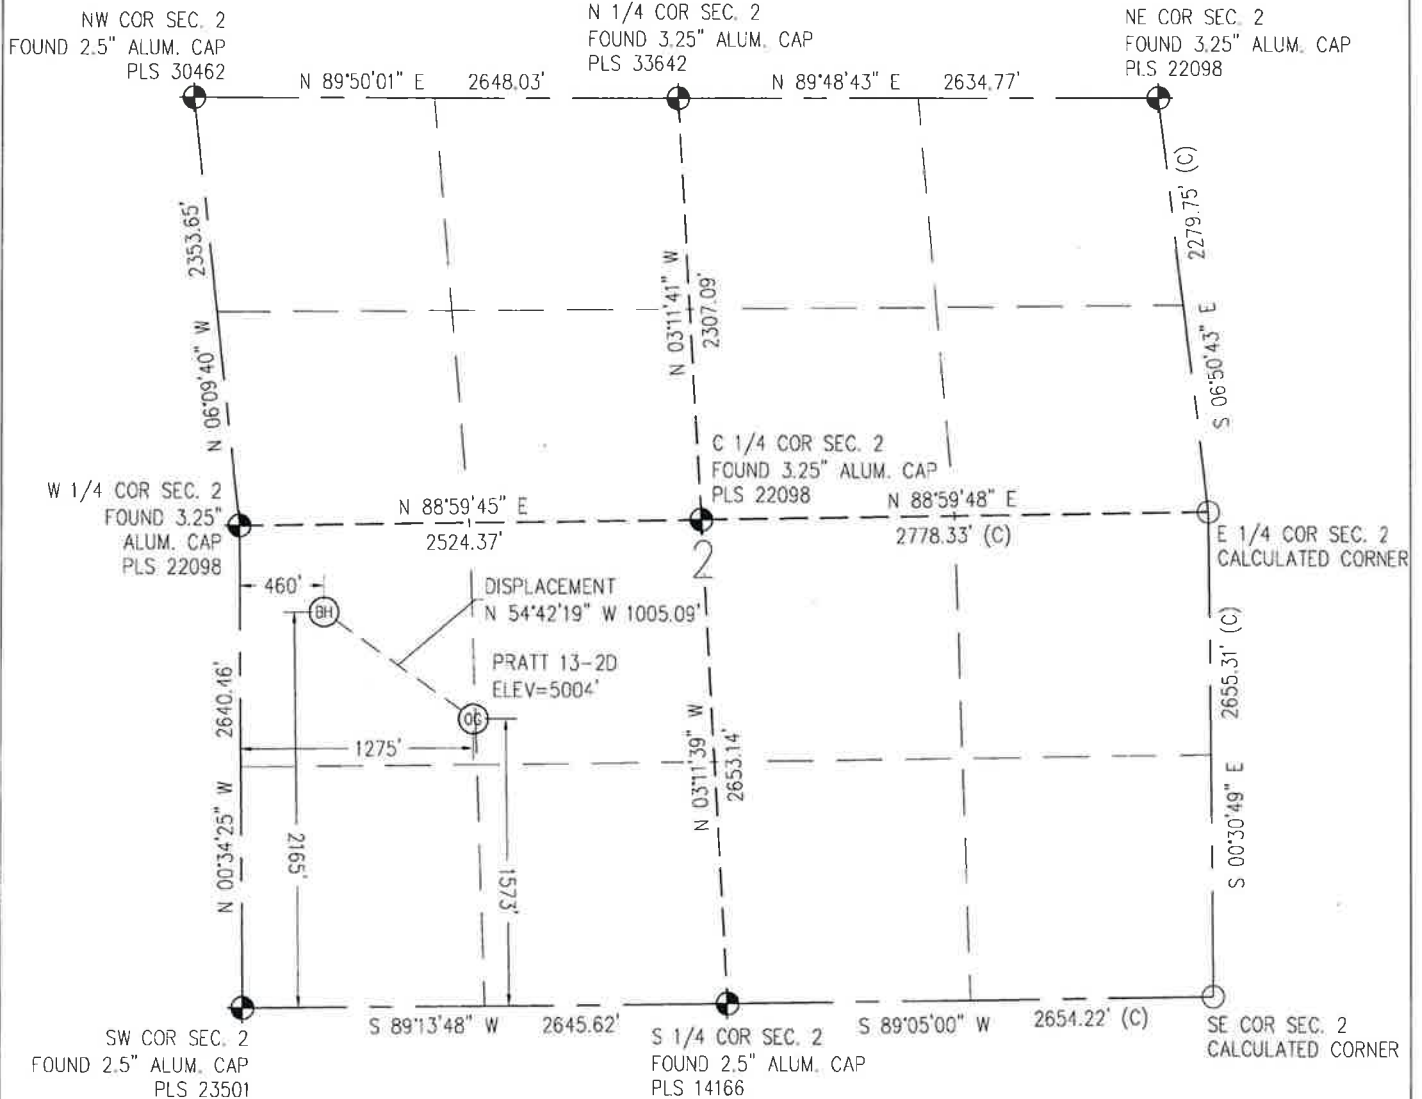 NW COR SEC. 2
FOUND 2.5" ALUM. CAP
PLS 30462
N 1/4 COR SEC. 2
FOUND 3.25" ALUM. CAP
PLS 33642
NE COR SEC. 2
FOUND 3.25" ALUM. CAP
PLS 22098
N 89°50'01" E 2648.03'
N 89°48'43" E 2634.77'
2353.65'
N 06°09'40" W
N 03°11'41" W
2307.09'
2279.75' (C)
S 06°50'43" E
W 1/4 COR SEC. 2
FOUND 3.25"
ALUM. CAP
PLS 22098
N 88°59'45" E
2524.37'
C 1/4 COR SEC. 2
FOUND 3.25" ALUM. CAP
PLS 22098
N 88°59'48" E
2778.33' (C)
E 1/4 COR SEC. 2
CALCULATED CORNER
2
460'
BH
DISPLACEMENT
N 54°42'19" W 1005.09'
PRATT 13-2D
ELEV=5004'
OG
1275'
2640.46'
N 00°34'25" W
2165'
1573'
N 03°11'39" W
2653.14'
2655.31' (C)
S 00°30'49" E
SW COR SEC. 2
FOUND 2.5" ALUM. CAP
PLS 23501
S 89°13'48" W 2645.62'
S 1/4 COR SEC. 2
FOUND 2.5" ALUM. CAP
PLS 14166
S 89°05'00" W 2654.22' (C)
SE COR SEC. 2
CALCULATED CORNER